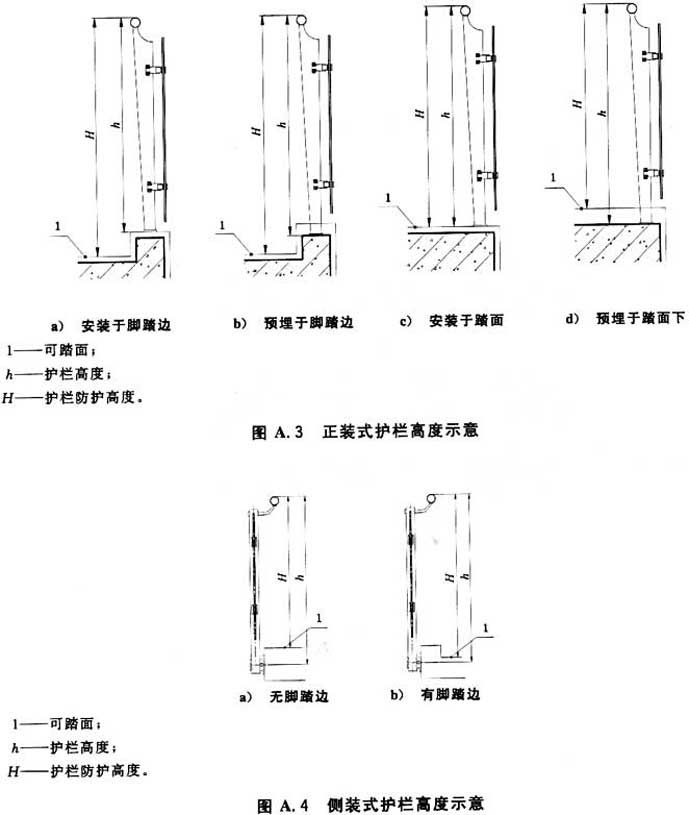 H h 1
H h 1
H h 1
H h 1
a） 安装于脚踏边
b） 预埋于脚踏边
c） 安装于踏面
d） 预埋于踏面下
1——可踏面；
h——护栏高度；
H——护栏防护高度。
图 A.3 正装式护栏高度示意
H h 1
H h 1
a） 无脚踏边
b） 有脚踏边
1——可踏面；
h——护栏高度；
H——护栏防护高度。
图 A.4 侧装式护栏高度示意